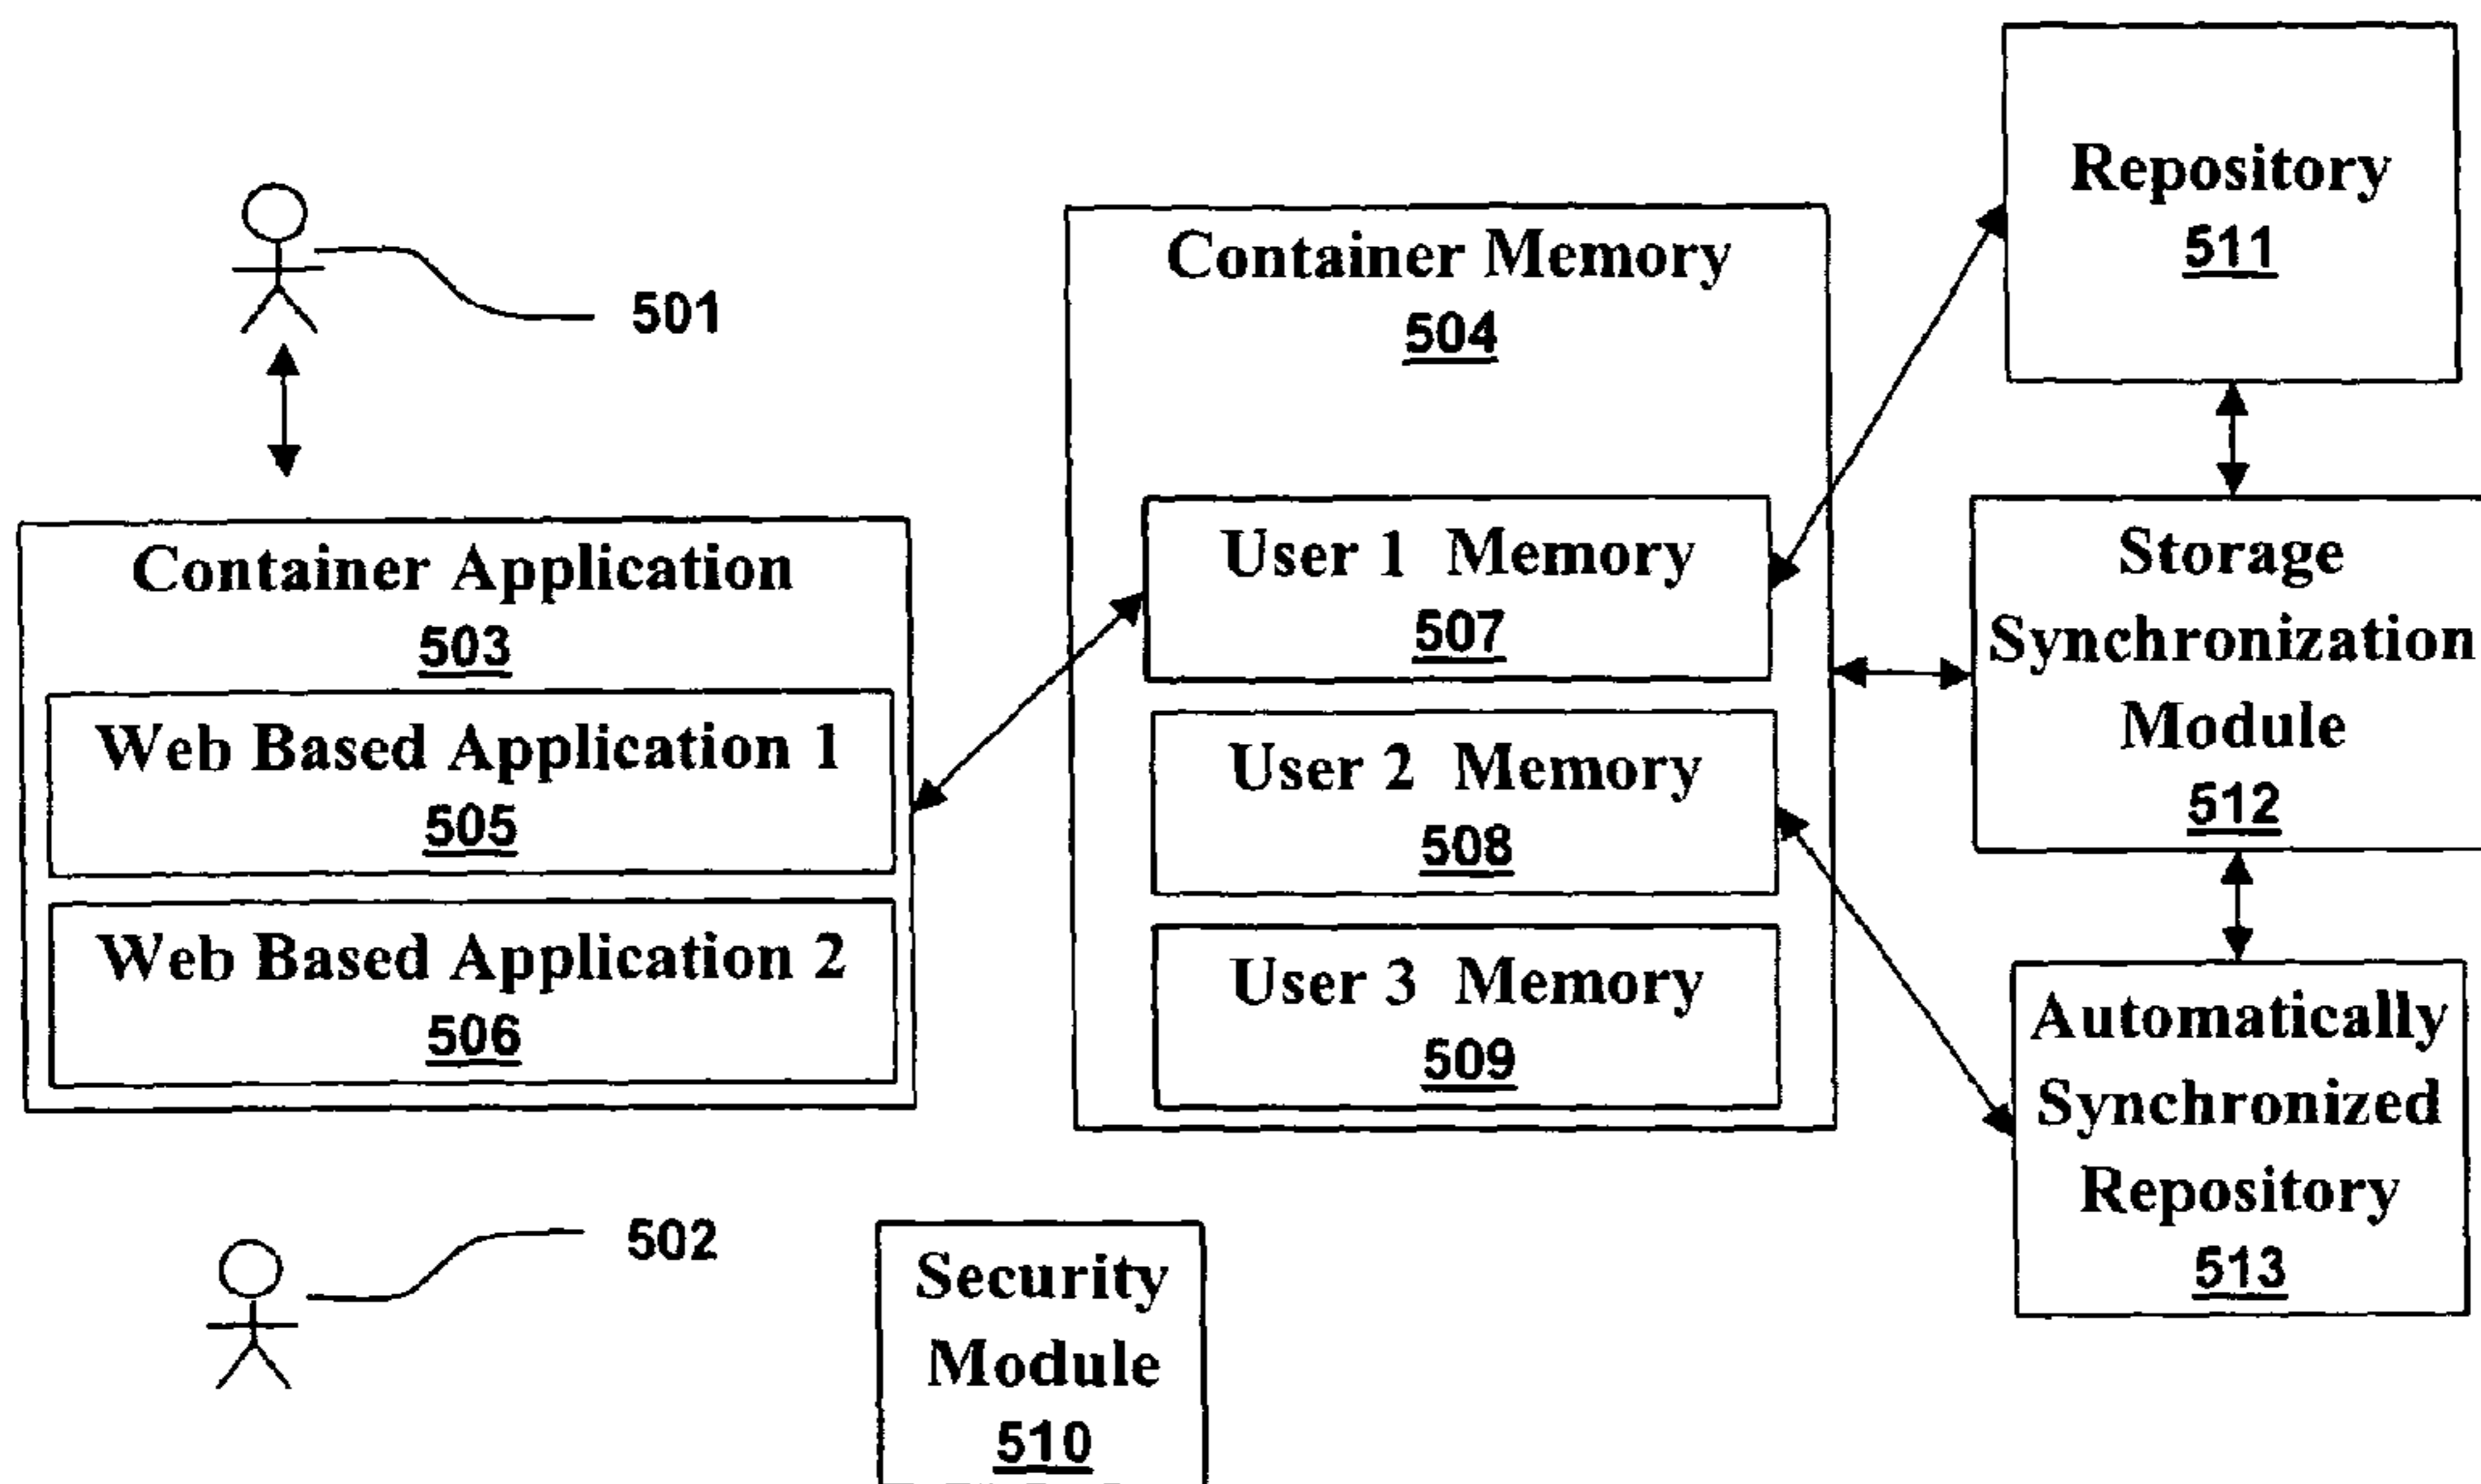 501
Container Application
503
Web Based Application 1
505
Web Based Application 2
506
502
Container Memory
504
User 1 Memory
507
User 2 Memory
508
User 3 Memory
509
Security
Module
510
Repository
511
Storage
Synchronization
Module
512
Automatically
Synchronized
Repository
513